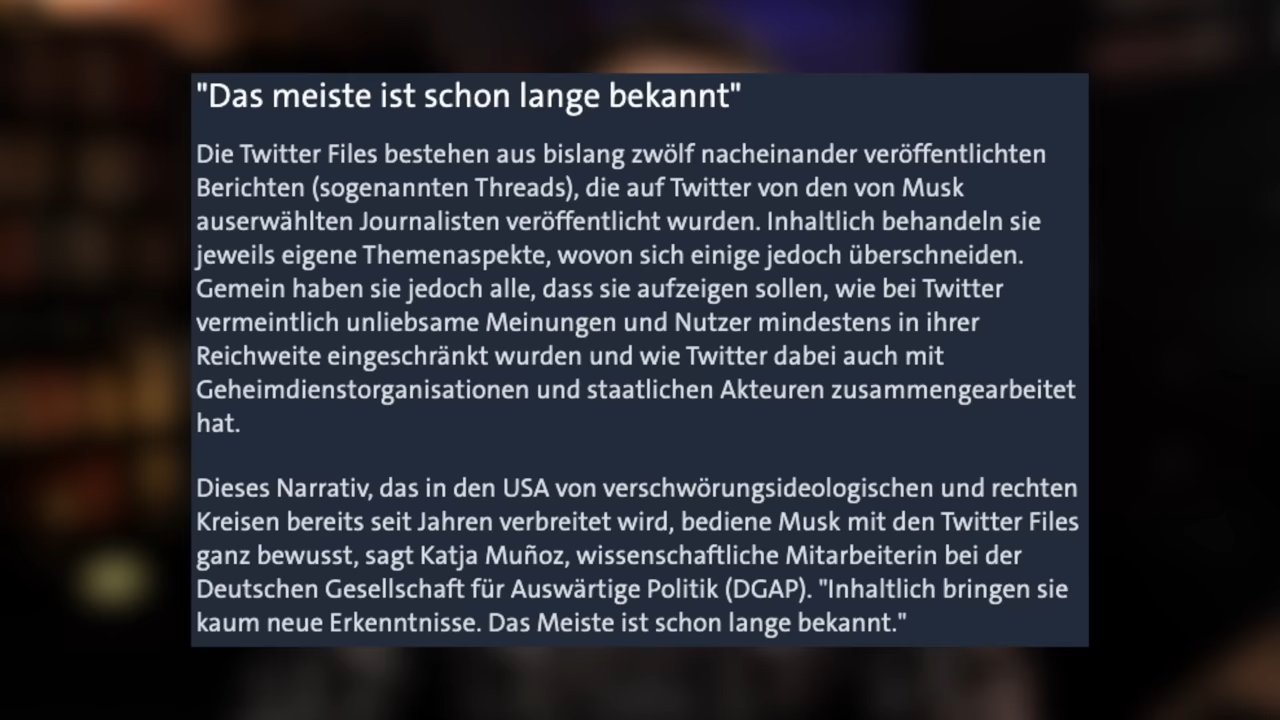 "Das meiste ist schon lange bekannt"
Die Twitter Files bestehen aus bislang zwölf nacheinander veröffentlichten
Berichten (sogenannten Threads), die auf Twitter von den von Musk
auserwählten Journalisten veröffentlicht wurden. Inhaltlich behandeln sie
jeweils eigene Themenaspekte, wovon sich einige jedoch überschneiden.
Gemein haben sie jedoch alle, dass sie aufzeigen sollen, wie bei Twitter
vermeintlich unliebsame Meinungen und Nutzer mindestens in ihrer
Reichweite eingeschränkt wurden und wie Twitter dabei auch mit
Geheimdienstorganisationen und staatlichen Akteuren zusammengearbeitet
hat.
Dieses Narrativ, das in den USA von verschwörungsideologischen und rechten
Kreisen bereits seit Jahren verbreitet wird, bediene Musk mit den Twitter Files
ganz bewusst, sagt Katja Muñoz, wissenschaftliche Mitarbeiterin bei der
Deutschen Gesellschaft für Auswärtige Politik (DGAP). "Inhaltlich bringen sie
kaum neue Erkenntnisse. Das Meiste ist schon lange bekannt."